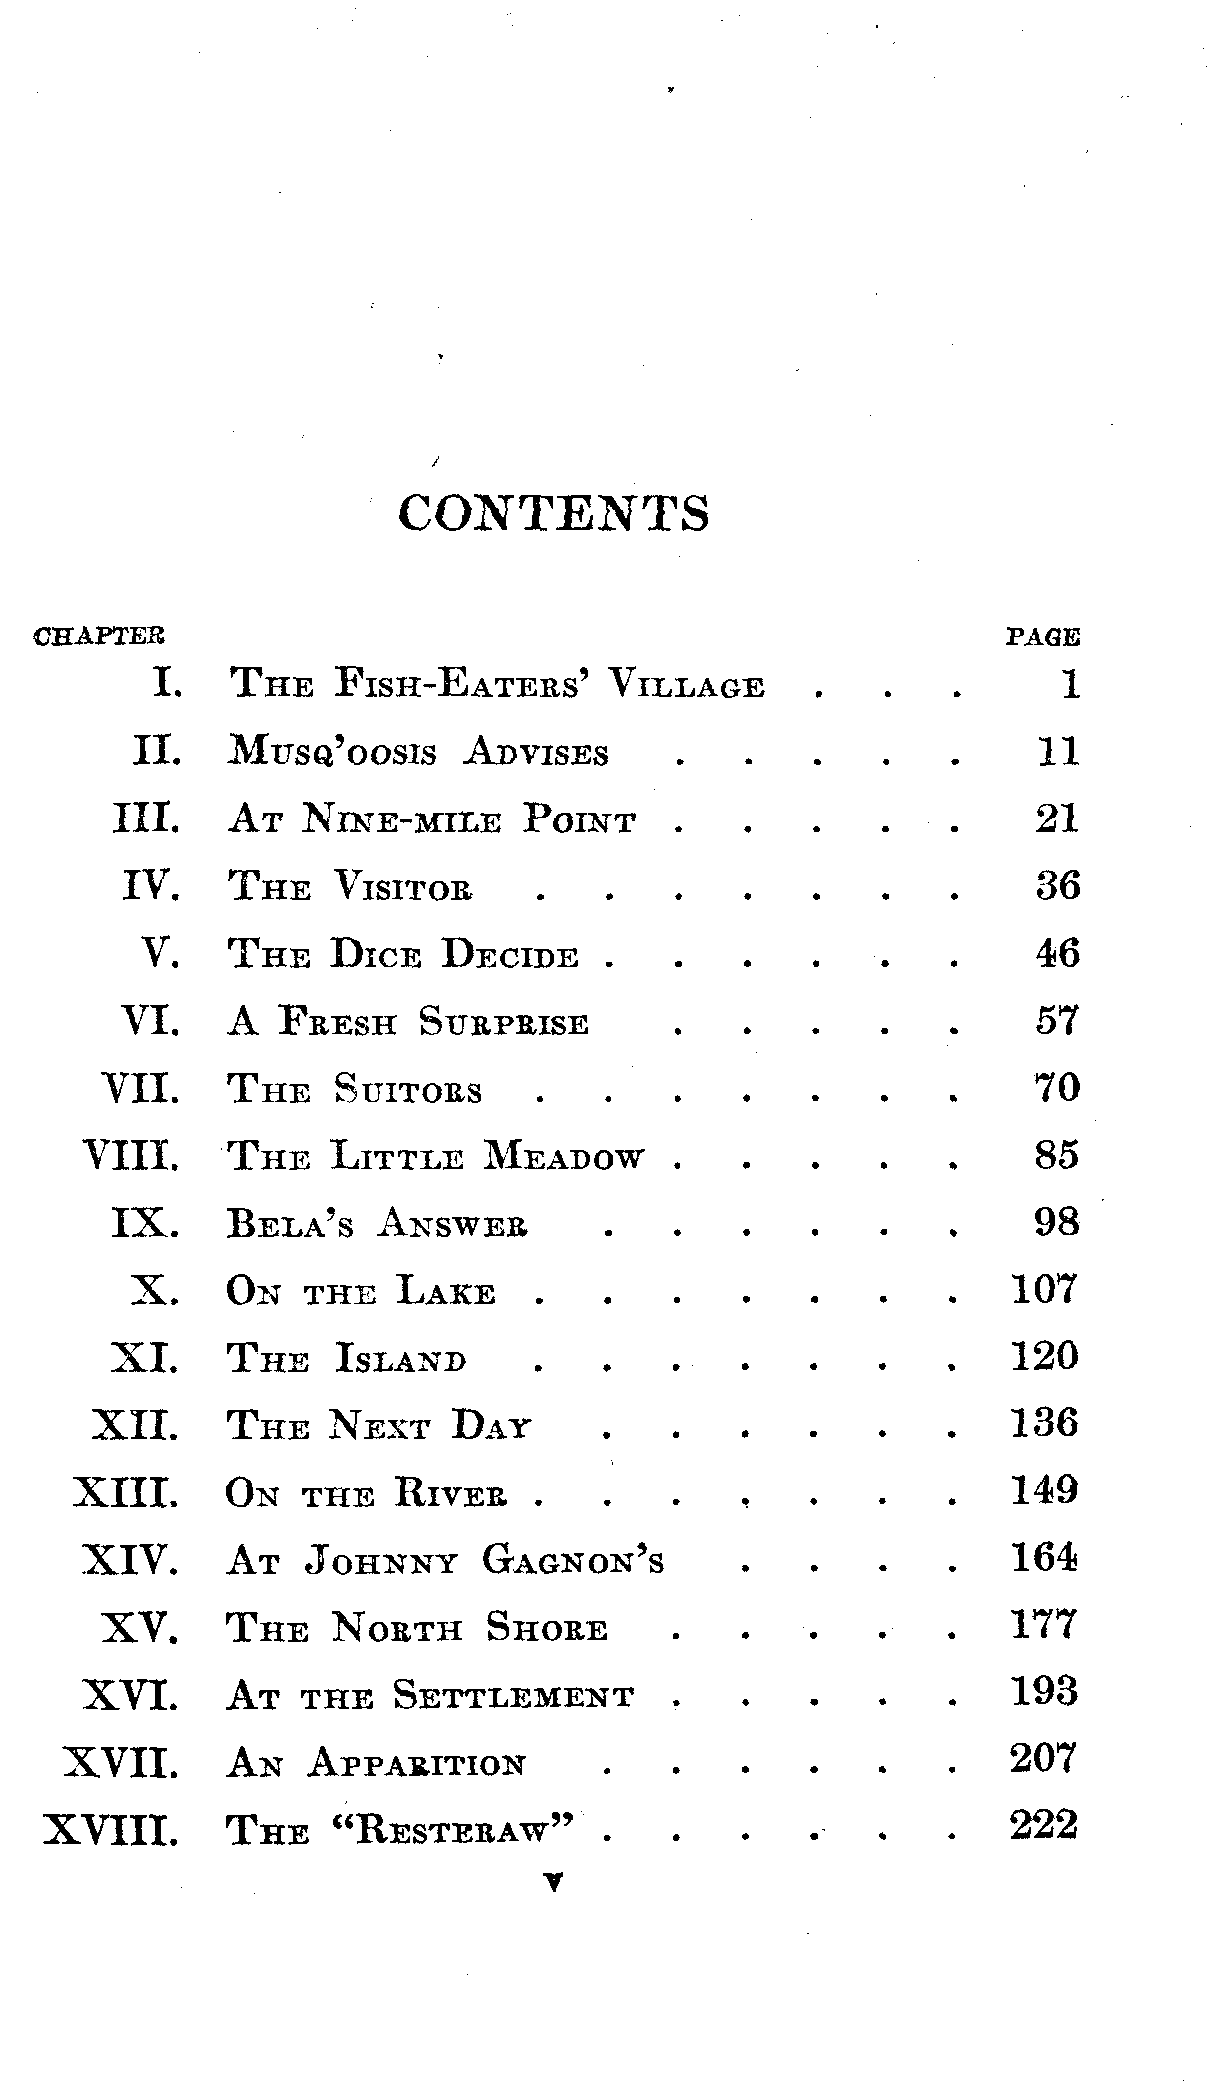 CONTENTS
CHAPTER PAGE
I. The Fish-Eaters' Village . . . 1
II. Musq'oosis Advises . . . . . 11
III. At Nine-mile Point . . . . . 21
IV. The Visitor . . . . . . . 36
V. The Dice Decide . . . . . . 46
VI. A Fresh Surprise . . . . . 57
VII. The Suitors . . . . . . . 70
VIII. The Little Meadow . . . . . 85
IX. Bela's Answer . . . . . . 98
X. On the Lake . . . . . . . 107
XI. The Island . . . . . . . 120
XII. The Next Day . . . . . . 136
XIII. On the River . . . . . . . 149
XIV. At Johnny Gagnon's . . . . 164
XV. The North Shore . . . . . 177
XVI. At the Settlement . . . . . 193
XVII. An Apparition . . . . . . 207
XVIII. The "Resteraw" . . . . . . 222
v